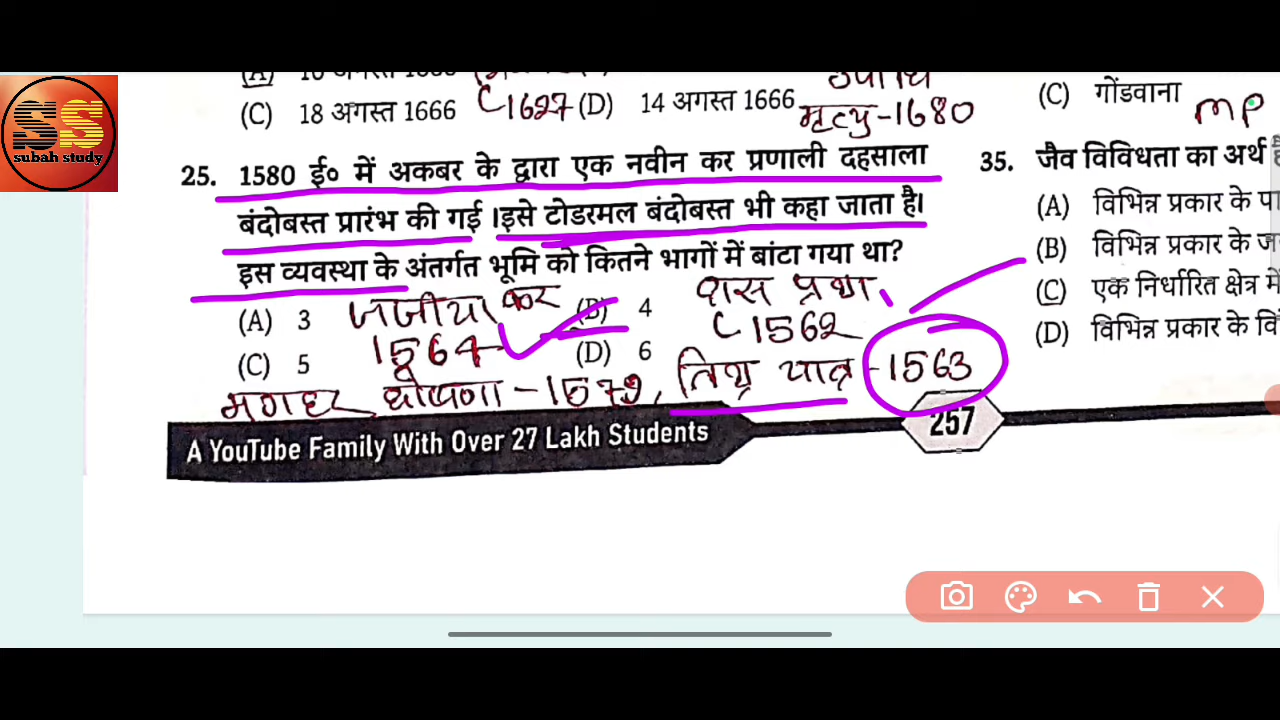 SS
subah study
(C) 18 अगस्त 1666 (1627 (D) 14 अगस्त 1666
मृत्यु-1680
25. 1580 ई० में अकबर के द्वारा एक नवीन कर प्रणाली दहसाला
बंदोबस्त प्रारंभ की गई ।इसे टोडरमल बंदोबस्त भी कहा जाता है।
इस व्यवस्था के अंतर्गत भूमि को कितने भागों में बांटा गया था?
जजीया कर
दास प्रथा
(A) 3 (B) 4
1564
(1562
(C) 5 (D) 6
घोषणा -1579, तिथ्र यात्र -1563
A YouTube Family With Over 27 Lakh Students
257
(C) गोंडवाना
MP
35. जैव विविधता का अर्थ
(A) विभिन्न प्रकार के पा
(B) विभिन्न प्रकार के
(C) एक निर्धारित क्षेत्र में
(D) विभिन्न प्रकार के